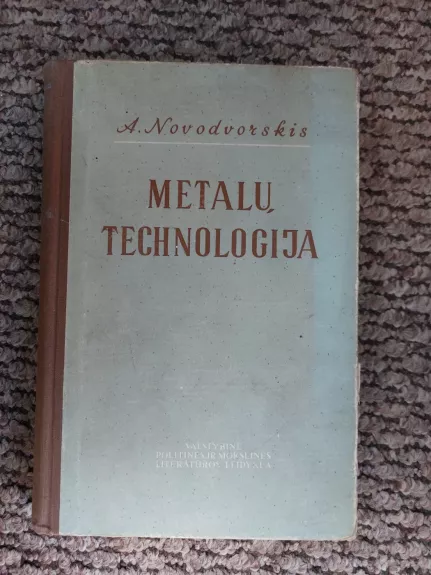 A. Novodvorskis
METALŲ
TECHNOLOGIJA
VALSTYBINĖ
POLITINĖS IR MOKSLINĖS
LITERATŪROS LEIDYKLA